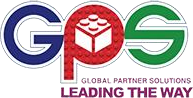 GPS
GLOBAL PARTNER SOLUTIONS
LEADING THE WAY